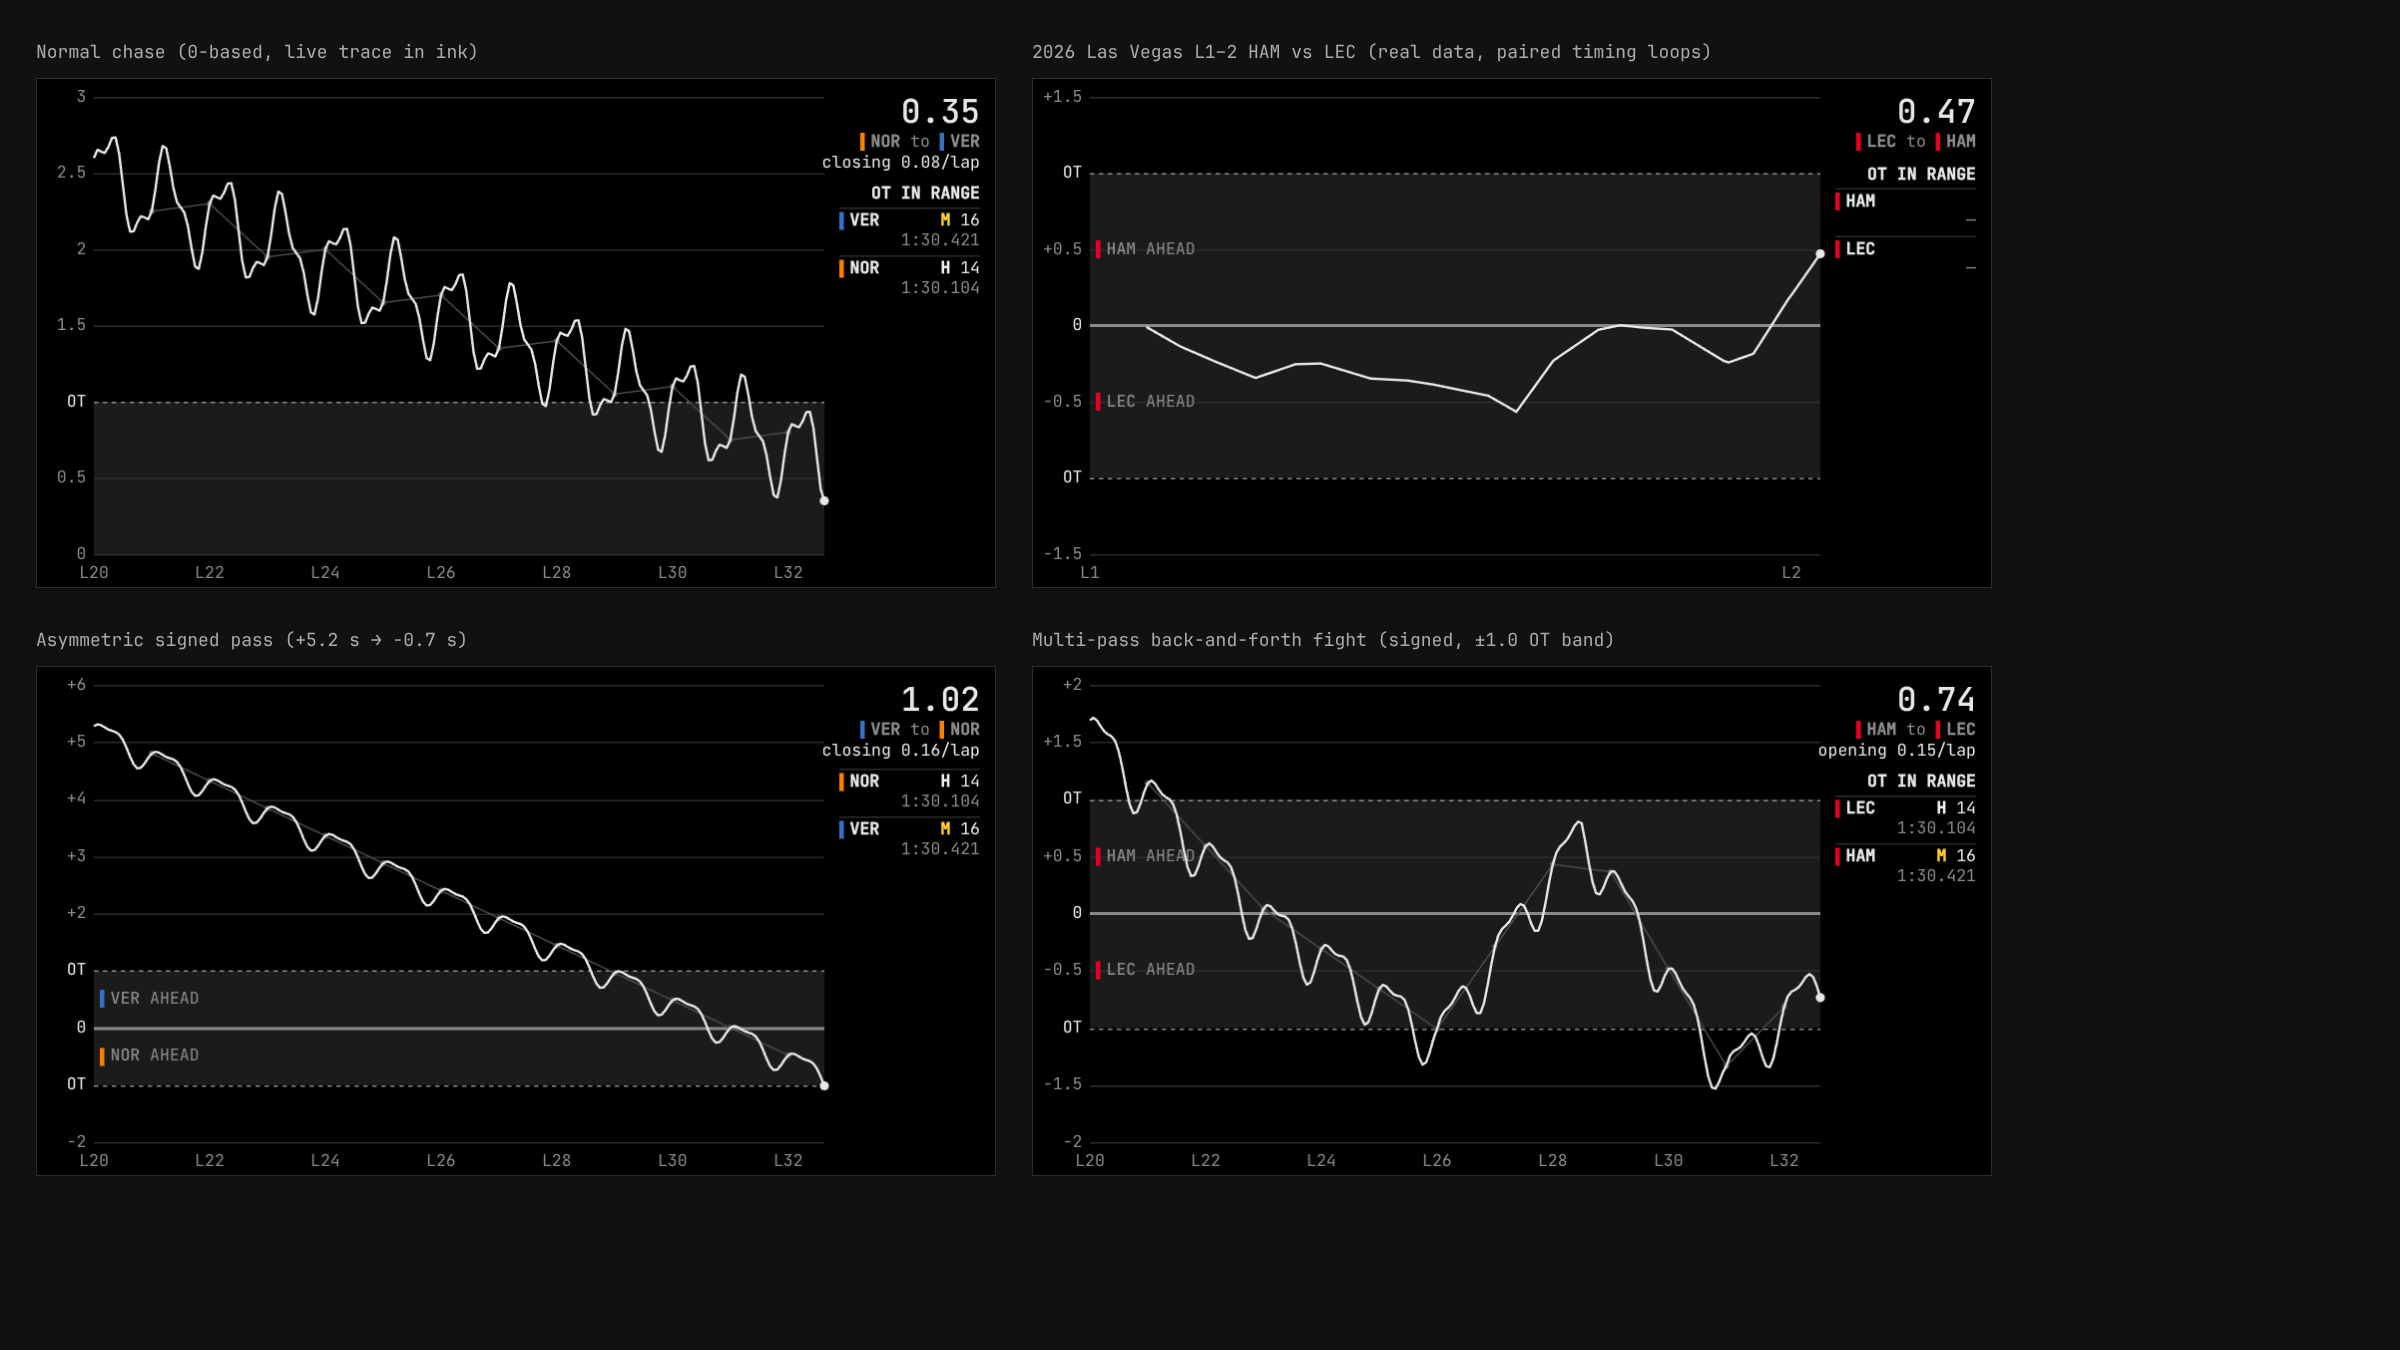 Normal chase (0-based, live trace in ink)
3
2.5
2
1.5
OT
0.5
0
L20 L22 L24 L26 L28 L30 L32
0.35
NOR to VER
closing 0.08/lap
OT IN RANGE
VER M 16
1:30.421
NOR H 14
1:30.104
2026 Las Vegas L1–2 HAM vs LEC (real data, paired timing loops)
+1.5
OT
+0.5
HAM AHEAD
0
-0.5
LEC AHEAD
OT
-1.5
L1 L2
0.47
LEC to HAM
OT IN RANGE
HAM
—
LEC
—
Asymmetric signed pass (+5.2 s → -0.7 s)
+6
+5
+4
+3
+2
OT
VER AHEAD
0
NOR AHEAD
OT
-2
L20 L22 L24 L26 L28 L30 L32
1.02
VER to NOR
closing 0.16/lap
NOR H 14
1:30.104
VER M 16
1:30.421
Multi-pass back-and-forth fight (signed, ±1.0 OT band)
+2
+1.5
OT
+0.5
HAM AHEAD
0
-0.5
LEC AHEAD
OT
-1.5
-2
L20 L22 L24 L26 L28 L30 L32
0.74
HAM to LEC
opening 0.15/lap
OT IN RANGE
LEC H 14
1:30.104
HAM M 16
1:30.421